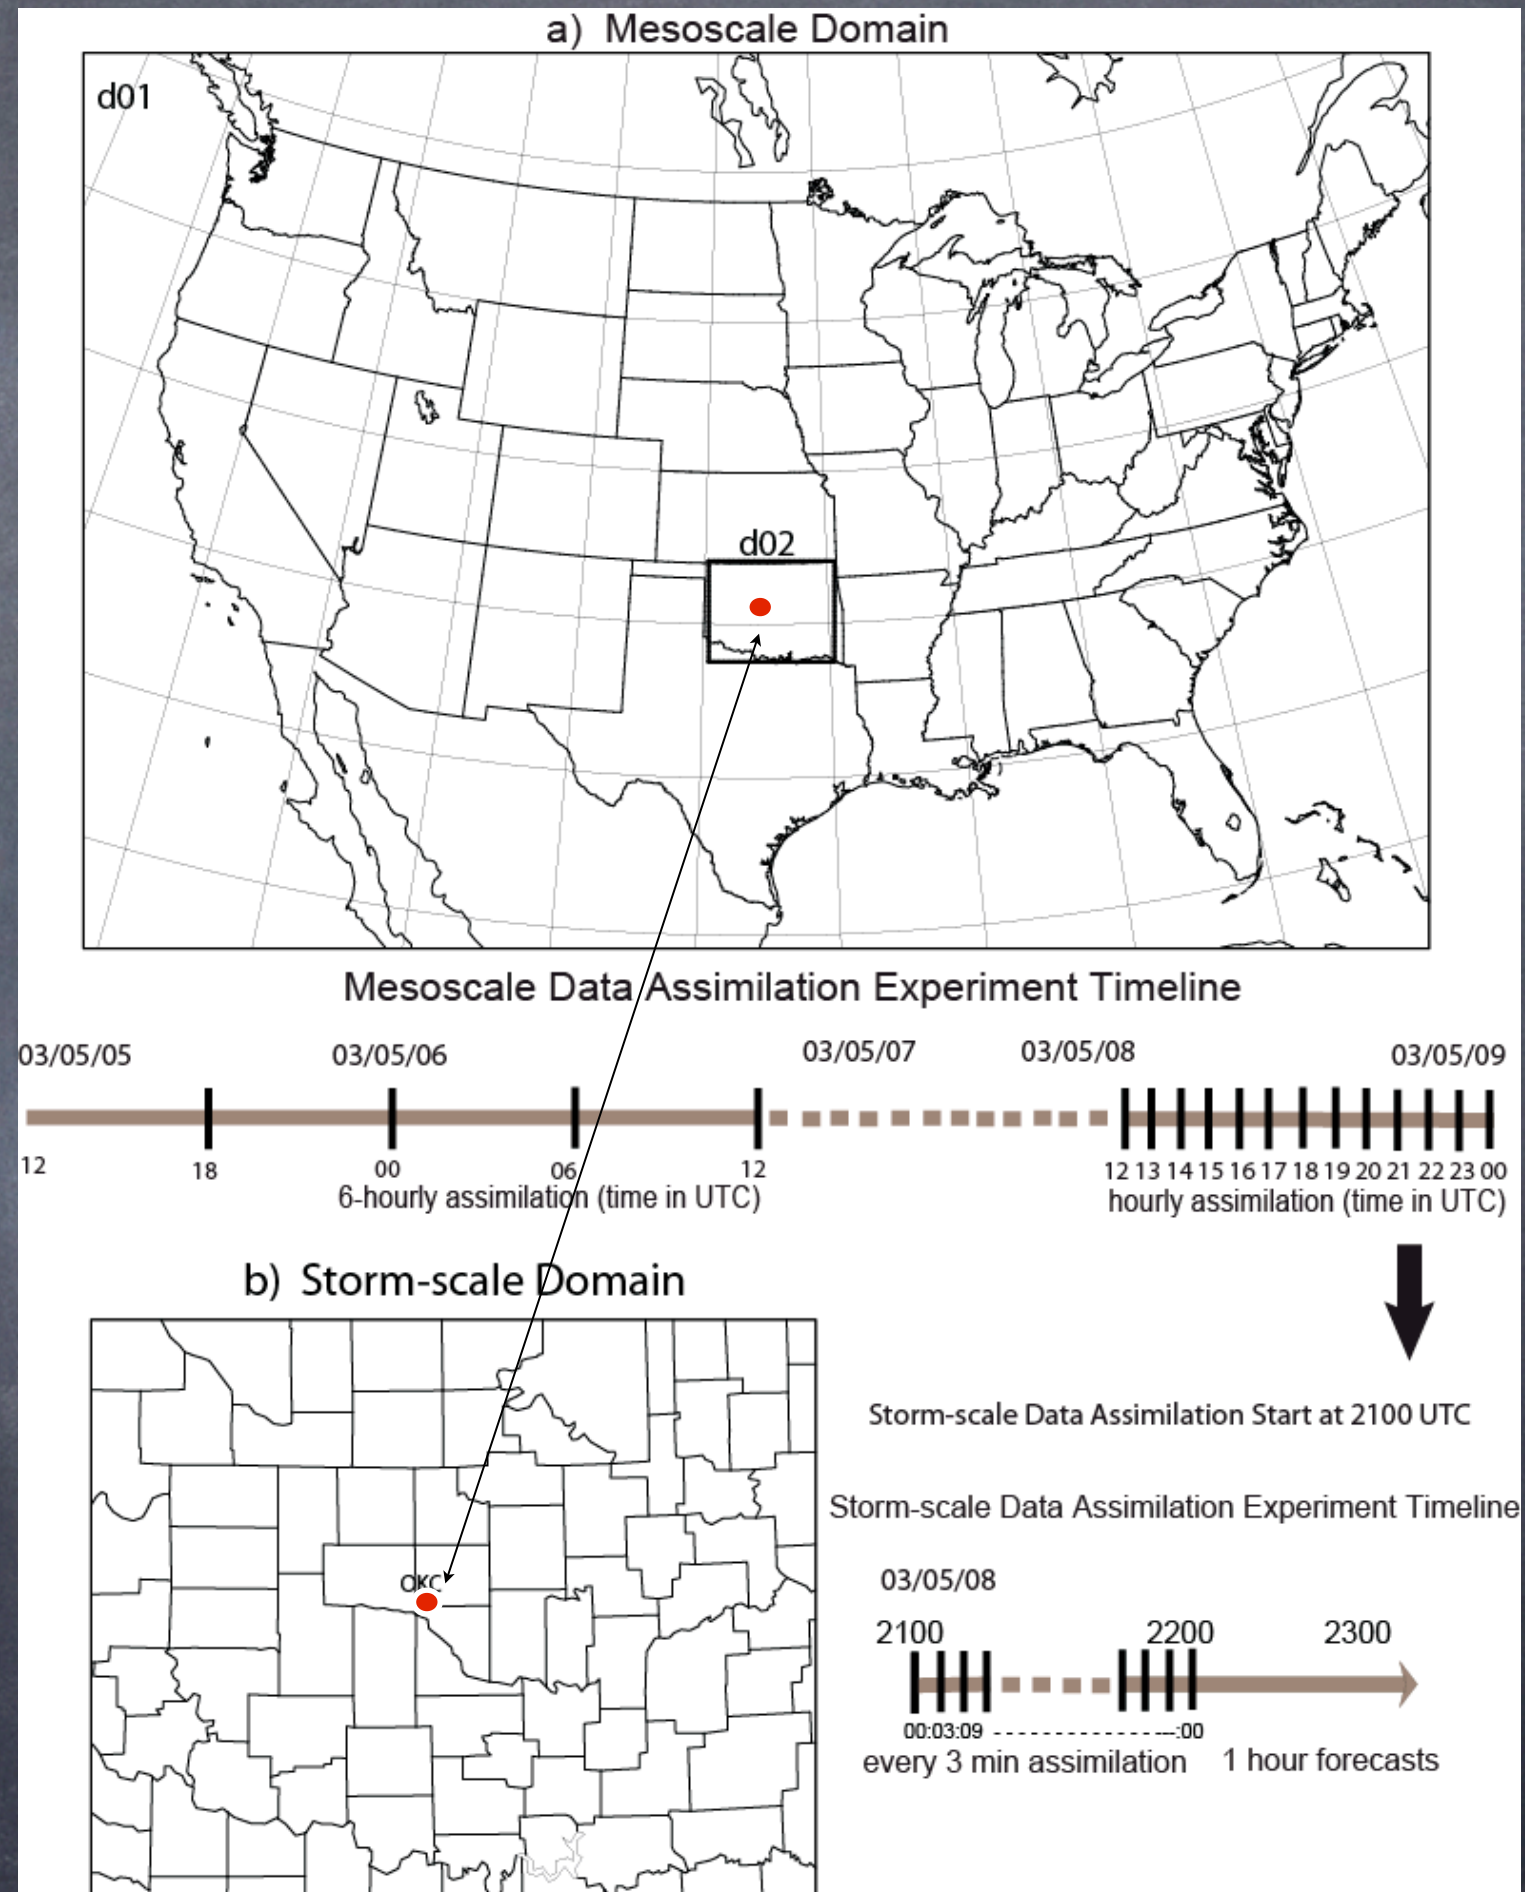 a) Mesoscale Domain
d01
d02
Mesoscale Data Assimilation Experiment Timeline
03/05/05 03/05/06 03/05/07 03/05/08 03/05/09
12 18 00 06 12 12 13 14 15 16 17 18 19 20 21 22 23 00
6-hourly assimilation (time in UTC) hourly assimilation (time in UTC)
b) Storm-scale Domain
OKC
Storm-scale Data Assimilation Start at 2100 UTC
Storm-scale Data Assimilation Experiment Timeline
03/05/08
2100 2200 2300
00:03:09 - - - - - - - - - - - - - - ---:00
every 3 min assimilation 1 hour forecasts